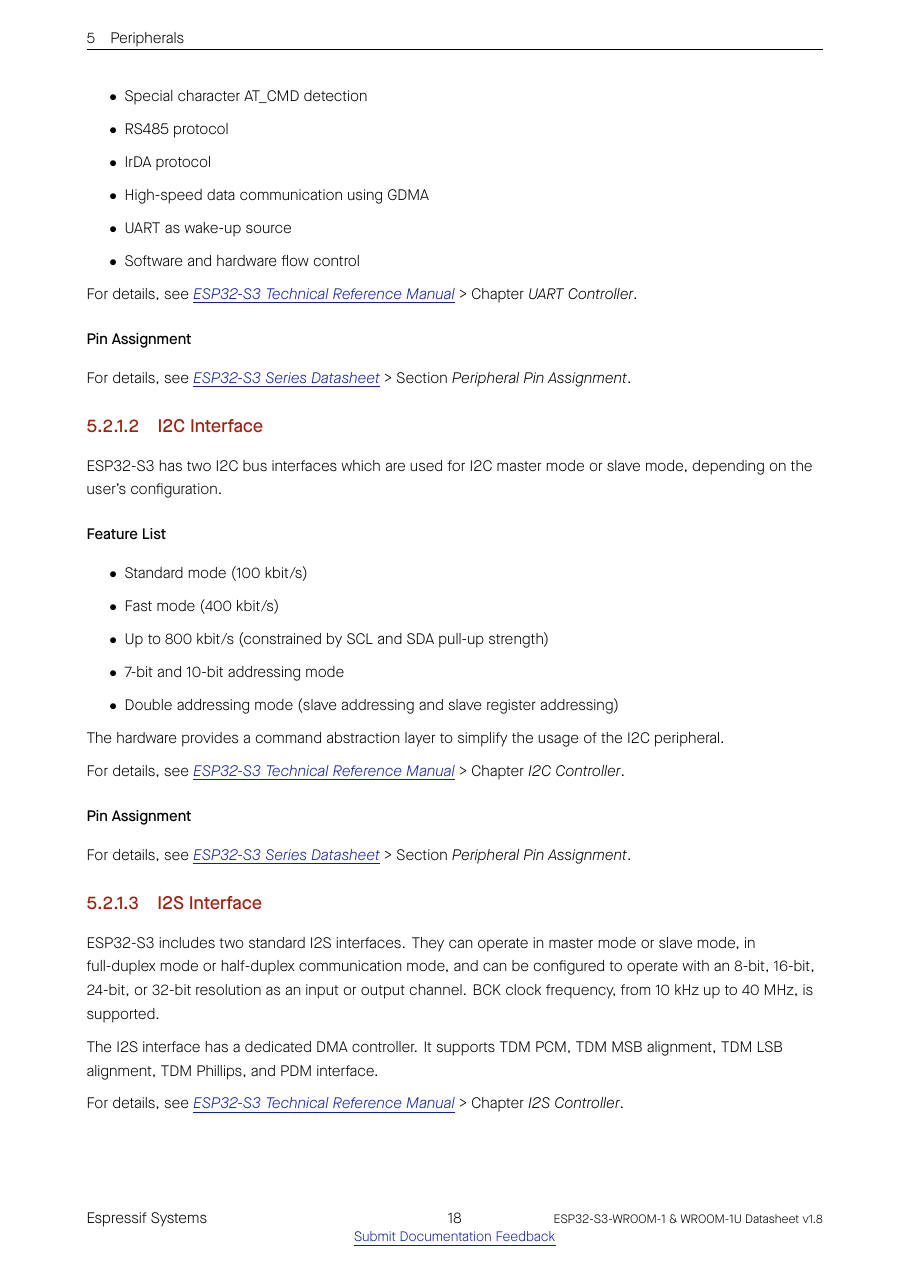 5 Peripherals
• Special character AT_CMD detection
• RS485 protocol
• IrDA protocol
• High-speed data communication using GDMA
• UART as wake-up source
• Software and hardware flow control
For details, see ESP32-S3 Technical Reference Manual > Chapter UART Controller.
Pin Assignment
For details, see ESP32-S3 Series Datasheet > Section Peripheral Pin Assignment.
5.2.1.2 I2C Interface
ESP32-S3 has two I2C bus interfaces which are used for I2C master mode or slave mode, depending on the
user’s configuration.
Feature List
• Standard mode (100 kbit/s)
• Fast mode (400 kbit/s)
• Up to 800 kbit/s (constrained by SCL and SDA pull-up strength)
• 7-bit and 10-bit addressing mode
• Double addressing mode (slave addressing and slave register addressing)
The hardware provides a command abstraction layer to simplify the usage of the I2C peripheral.
For details, see ESP32-S3 Technical Reference Manual > Chapter I2C Controller.
Pin Assignment
For details, see ESP32-S3 Series Datasheet > Section Peripheral Pin Assignment.
5.2.1.3 I2S Interface
ESP32-S3 includes two standard I2S interfaces. They can operate in master mode or slave mode, in
full-duplex mode or half-duplex communication mode, and can be configured to operate with an 8-bit, 16-bit,
24-bit, or 32-bit resolution as an input or output channel. BCK clock frequency, from 10 kHz up to 40 MHz, is
supported.
The I2S interface has a dedicated DMA controller. It supports TDM PCM, TDM MSB alignment, TDM LSB
alignment, TDM Phillips, and PDM interface.
For details, see ESP32-S3 Technical Reference Manual > Chapter I2S Controller.
Espressif Systems 18 ESP32-S3-WROOM-1 & WROOM-1U Datasheet v1.8
Submit Documentation Feedback